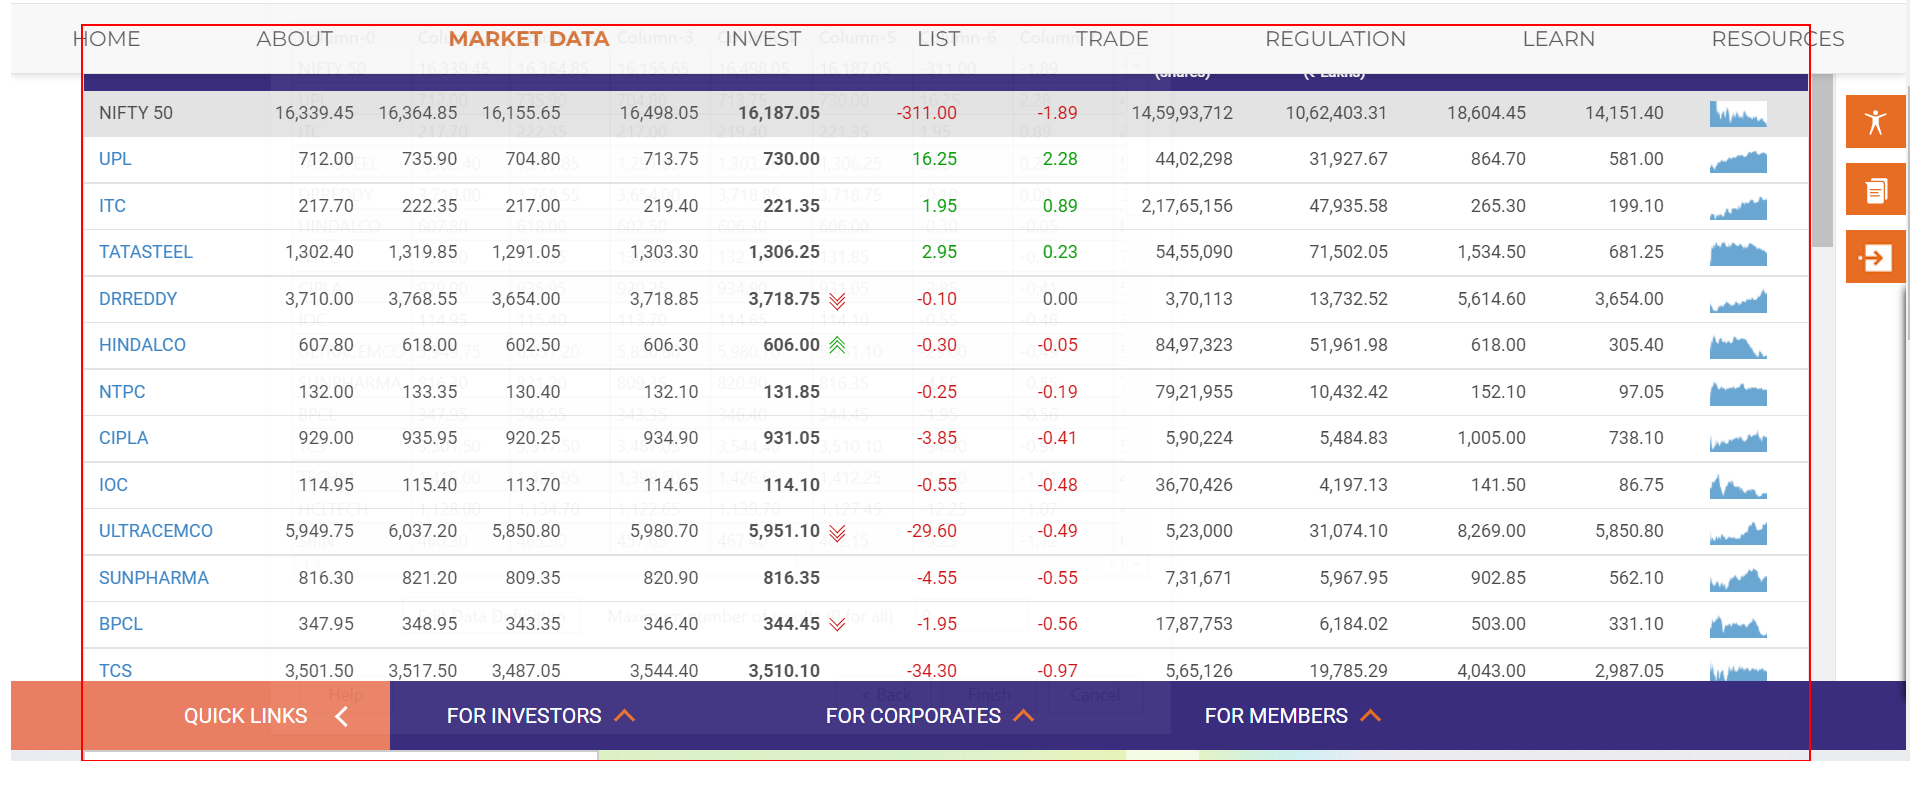 HOME ABOUT MARKET DATA INVEST LIST TRADE REGULATION LEARN RESOURCES
(Shares) (₹ Lakhs)
NIFTY 50 16,339.45 16,364.85 16,155.65 16,498.05 16,187.05 -311.00 -1.89 14,59,93,712 10,62,403.31 18,604.45 14,151.40
UPL 712.00 735.90 704.80 713.75 730.00 16.25 2.28 44,02,298 31,927.67 864.70 581.00
ITC 217.70 222.35 217.00 219.40 221.35 1.95 0.89 2,17,65,156 47,935.58 265.30 199.10
TATASTEEL 1,302.40 1,319.85 1,291.05 1,303.30 1,306.25 2.95 0.23 54,55,090 71,502.05 1,534.50 681.25
DRREDDY 3,710.00 3,768.55 3,654.00 3,718.85 3,718.75 -0.10 0.00 3,70,113 13,732.52 5,614.60 3,654.00
HINDALCO 607.80 618.00 602.50 606.30 606.00 -0.30 -0.05 84,97,323 51,961.98 618.00 305.40
NTPC 132.00 133.35 130.40 132.10 131.85 -0.25 -0.19 79,21,955 10,432.42 152.10 97.05
CIPLA 929.00 935.95 920.25 934.90 931.05 -3.85 -0.41 5,90,224 5,484.83 1,005.00 738.10
IOC 114.95 115.40 113.70 114.65 114.10 -0.55 -0.48 36,70,426 4,197.13 141.50 86.75
ULTRACEMCO 5,949.75 6,037.20 5,850.80 5,980.70 5,951.10 -29.60 -0.49 5,23,000 31,074.10 8,269.00 5,850.80
SUNPHARMA 816.30 821.20 809.35 820.90 816.35 -4.55 -0.55 7,31,671 5,967.95 902.85 562.10
BPCL 347.95 348.95 343.35 346.40 344.45 -1.95 -0.56 17,87,753 6,184.02 503.00 331.10
TCS 3,501.50 3,517.50 3,487.05 3,544.40 3,510.10 -34.30 -0.97 5,65,126 19,785.29 4,043.00 2,987.05
Help < Back Finish Cancel
QUICK LINKS FOR INVESTORS FOR CORPORATES FOR MEMBERS